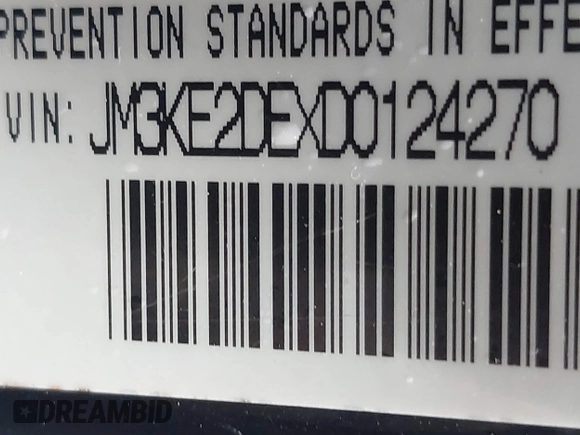 PREVENTION STANDARDS IN EFFE
VIN: JM3KE2DEXD0124270
DREAMBID